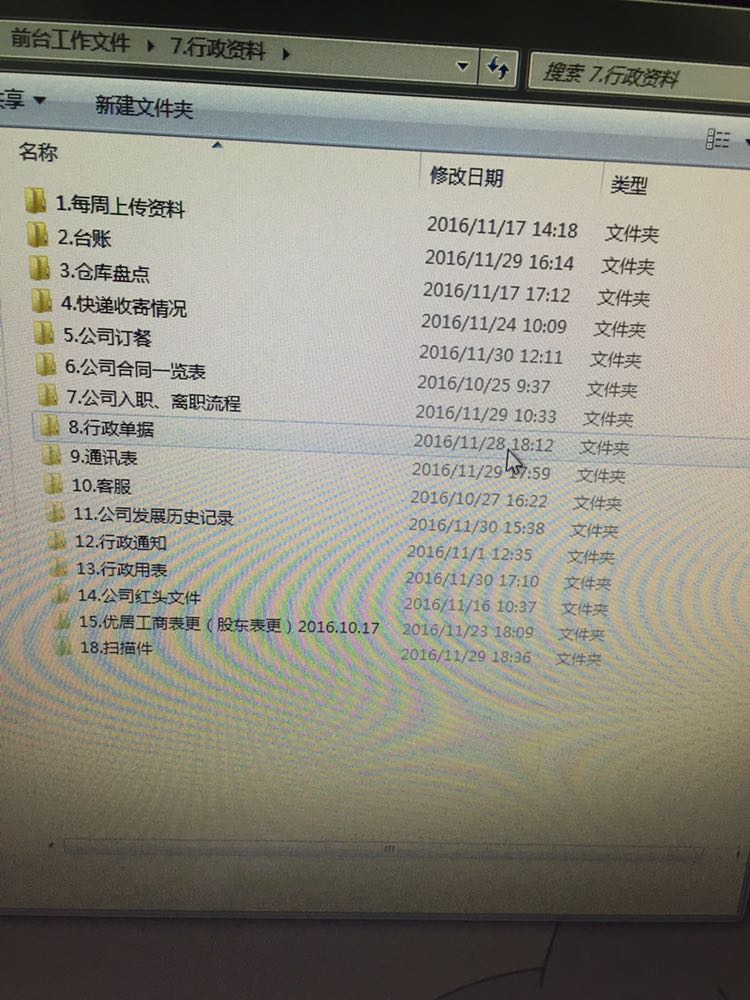 前台工作文件 ▸ 7.行政资料 ▸ 搜索 7.行政资料
享 新建文件夹
名称 修改日期 类型
1.每周上传资料 2016/11/17 14:18 文件夹
2.台账 2016/11/29 16:14 文件夹
3.仓库盘点 2016/11/17 17:12 文件夹
4.快递收寄情况 2016/11/24 10:09 文件夹
5.公司订餐 2016/11/30 12:11 文件夹
6.公司合同一览表 2016/10/25 9:37 文件夹
7.公司入职、离职流程 2016/11/29 10:33 文件夹
8.行政单据 2016/11/28 18:12 文件夹
9.通讯表 2016/11/29 17:59 文件夹
10.客服 2016/10/27 16:22 文件夹
11.公司发展历史记录 2016/11/30 15:38 文件夹
12.行政通知 2016/11/1 12:35 文件夹
13.行政用表 2016/11/30 17:10 文件夹
14.公司红头文件 2016/11/16 10:37 文件夹
15.优居工商表更（股东表更）2016.10.17 2016/11/23 18:09 文件夹
18.扫描件 2016/11/29 18:36 文件夹